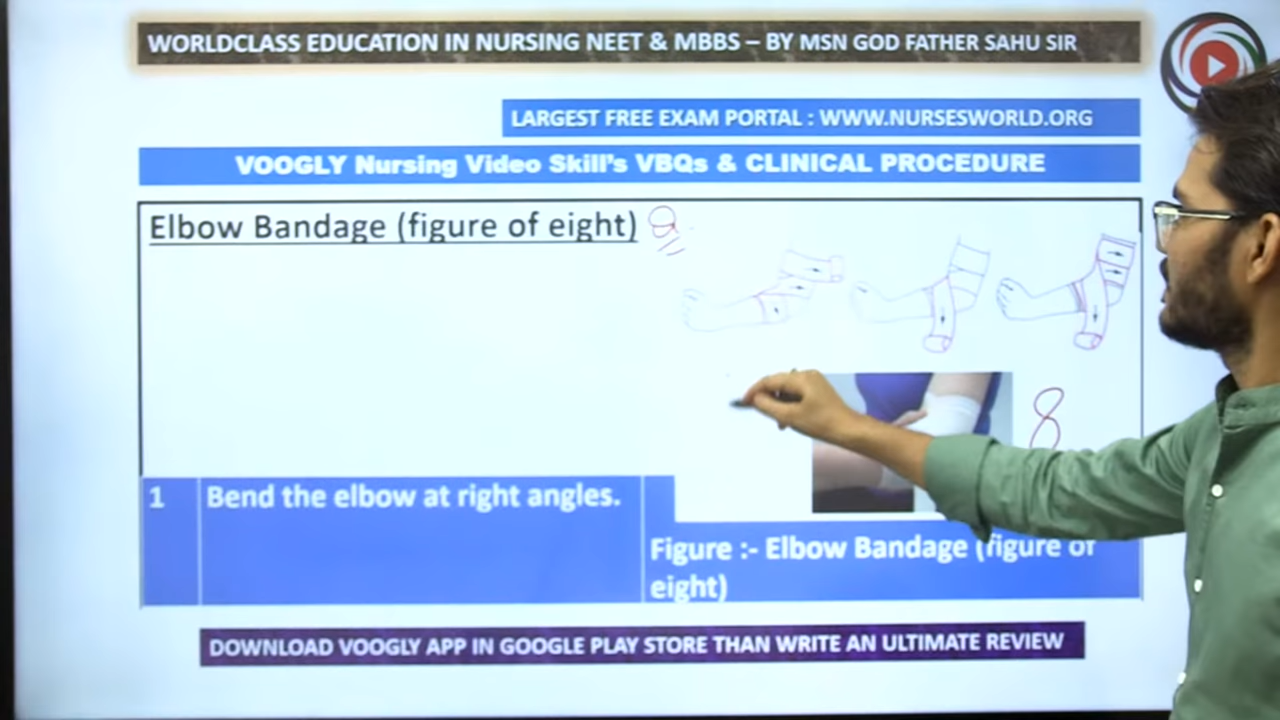 WORLDCLASS EDUCATION IN NURSING NEET & MBBS – BY MSN GOD FATHER SAHU SIR
LARGEST FREE EXAM PORTAL : WWW.NURSESWORLD.ORG
VOOGLY Nursing Video Skill's VBQs & CLINICAL PROCEDURE
Elbow Bandage (figure of eight) 8
8
1 Bend the elbow at right angles.
Figure :- Elbow Bandage (figure of
eight)
DOWNLOAD VOOGLY APP IN GOOGLE PLAY STORE THAN WRITE AN ULTIMATE REVIEW